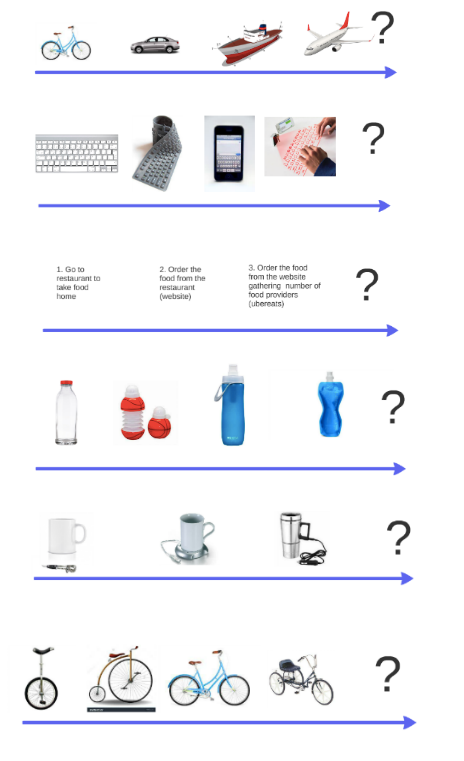 ?
?
1. Go to
restaurant to
take food
home
2. Order the
food from the
restaurant
(website)
3. Order the food
from the website
gathering number of
food providers
(ubereats)
?
?
?
?